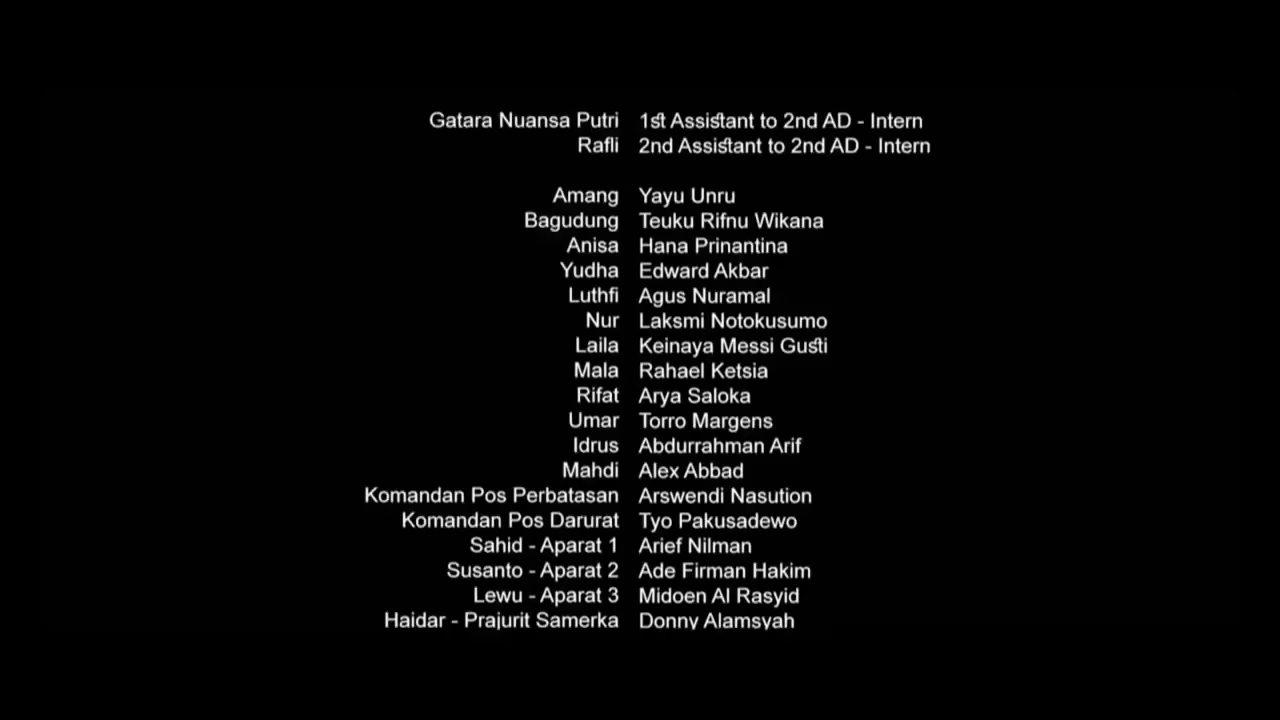 Gatara Nuansa Putri 1st Assistant to 2nd AD - Intern
Rafli 2nd Assistant to 2nd AD - Intern
Amang Yayu Unru
Bagudung Teuku Rifnu Wikana
Anisa Hana Prinantina
Yudha Edward Akbar
Luthfi Agus Nuramal
Nur Laksmi Notokusumo
Laila Keinaya Messi Gusti
Mala Rahael Ketsia
Rifat Arya Saloka
Umar Torro Margens
Idrus Abdurrahman Arif
Mahdi Alex Abbad
Komandan Pos Perbatasan Arswendi Nasution
Komandan Pos Darurat Tyo Pakusadewo
Sahid - Aparat 1 Arief Nilman
Susanto - Aparat 2 Ade Firman Hakim
Lewu - Aparat 3 Midoen Al Rasyid
Haidar - Prajurit Samerka Donny Alamsyah